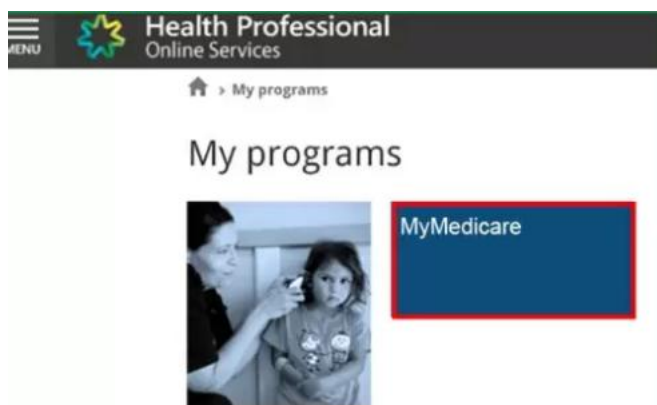 Health Professional
MENU
Online Services
> My programs
My programs
MyMedicare